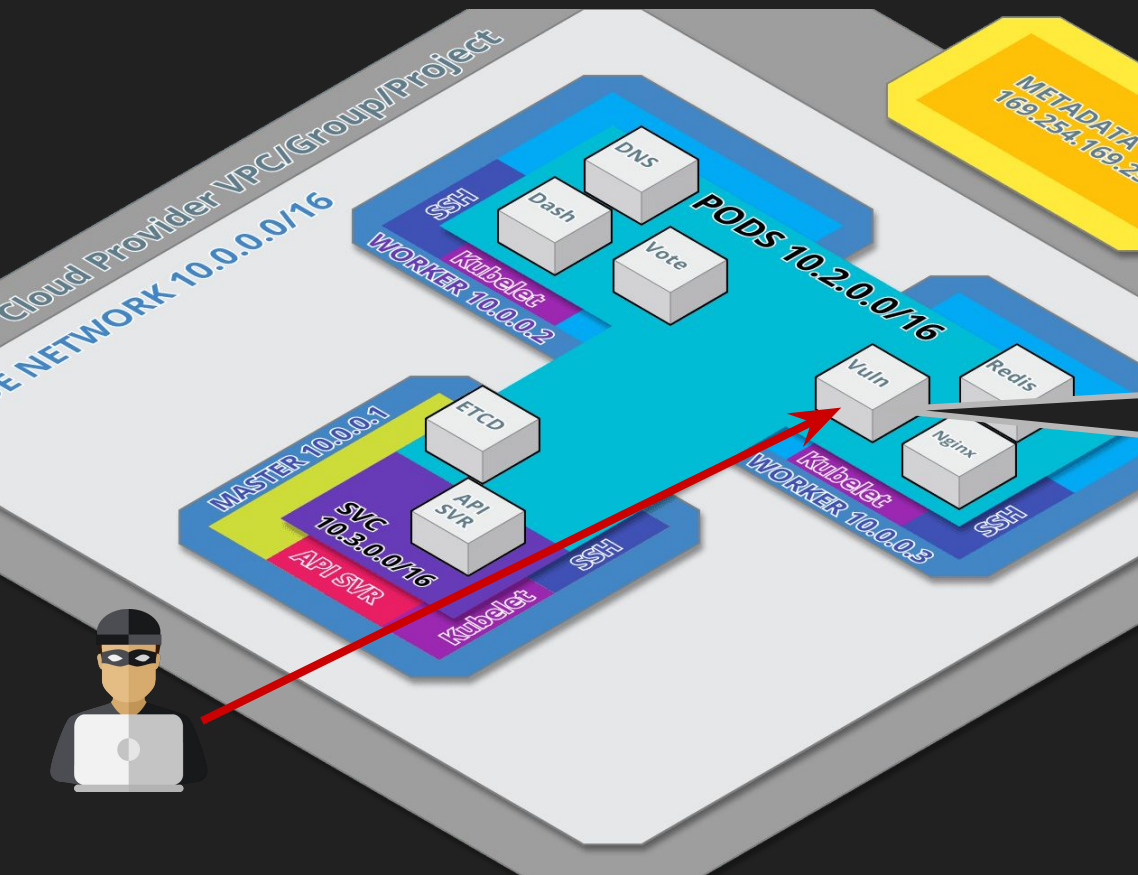 Cloud Provider VPC/Group/Project
E NETWORK 10.0.0.0/16
METADATA
169.254.169.25
DNS
Dash
Vote
SSH
Kubelet
WORKER 10.0.0.2
PODS 10.2.0.0/16
Vuln
Redis
Nginx
Kubelet
SSH
WORKER 10.0.0.3
ETCD
MASTER 10.0.0.1
API
SVR
SVC
10.3.0.0/16
API SVR
Kubelet
SSH